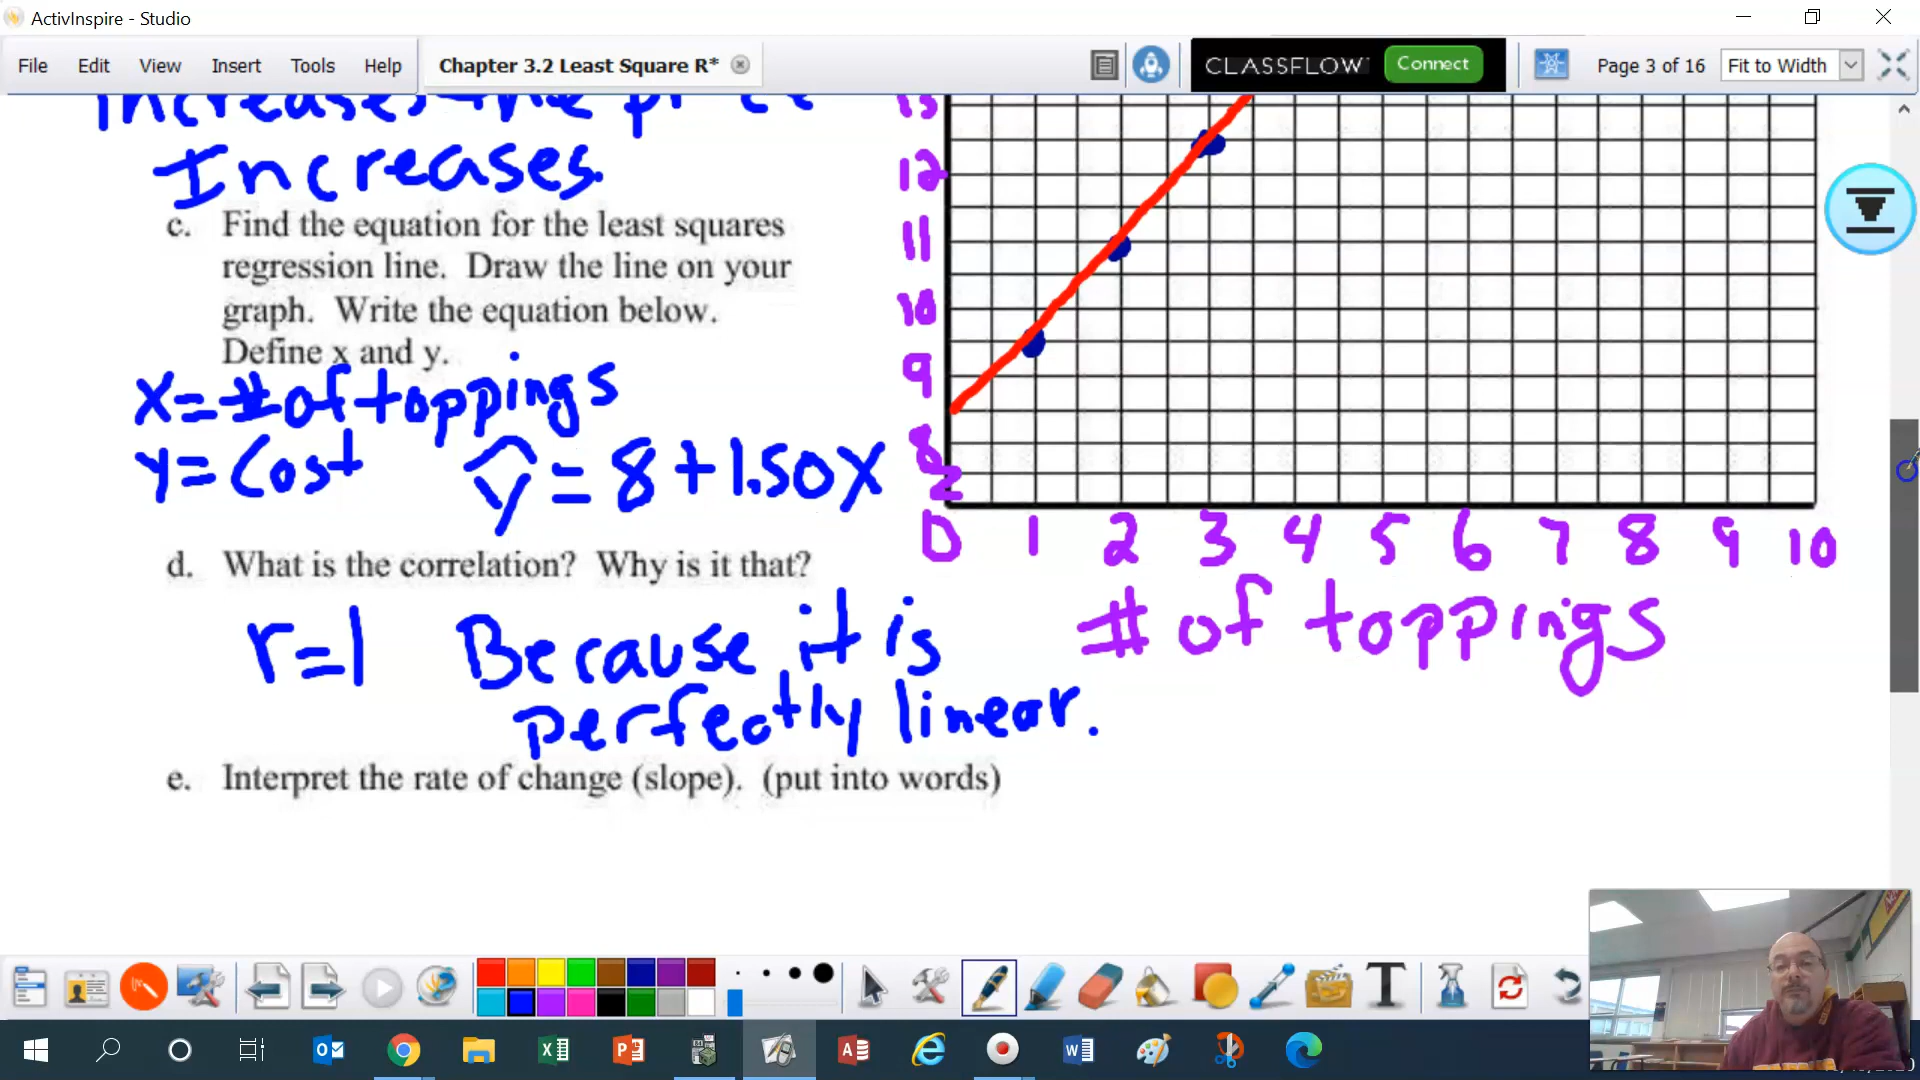 ActivInspire - Studio
File Edit View Insert Tools Help
Chapter 3.2 Least Square R*
CLASSFLOW Connect
Page 3 of 16
Fit to Width
increases the price
Increases.
c. Find the equation for the least squares
regression line. Draw the line on your
graph. Write the equation below.
Define x and y.
x = # of toppings
y = Cost ŷ = 8 + 1.50x
d. What is the correlation? Why is it that?
r = 1 Because it is
perfectly linear.
e. Interpret the rate of change (slope). (put into words)
13
12
11
10
9
8
0 1 2 3 4 5 6 7 8 9 10
# of toppings